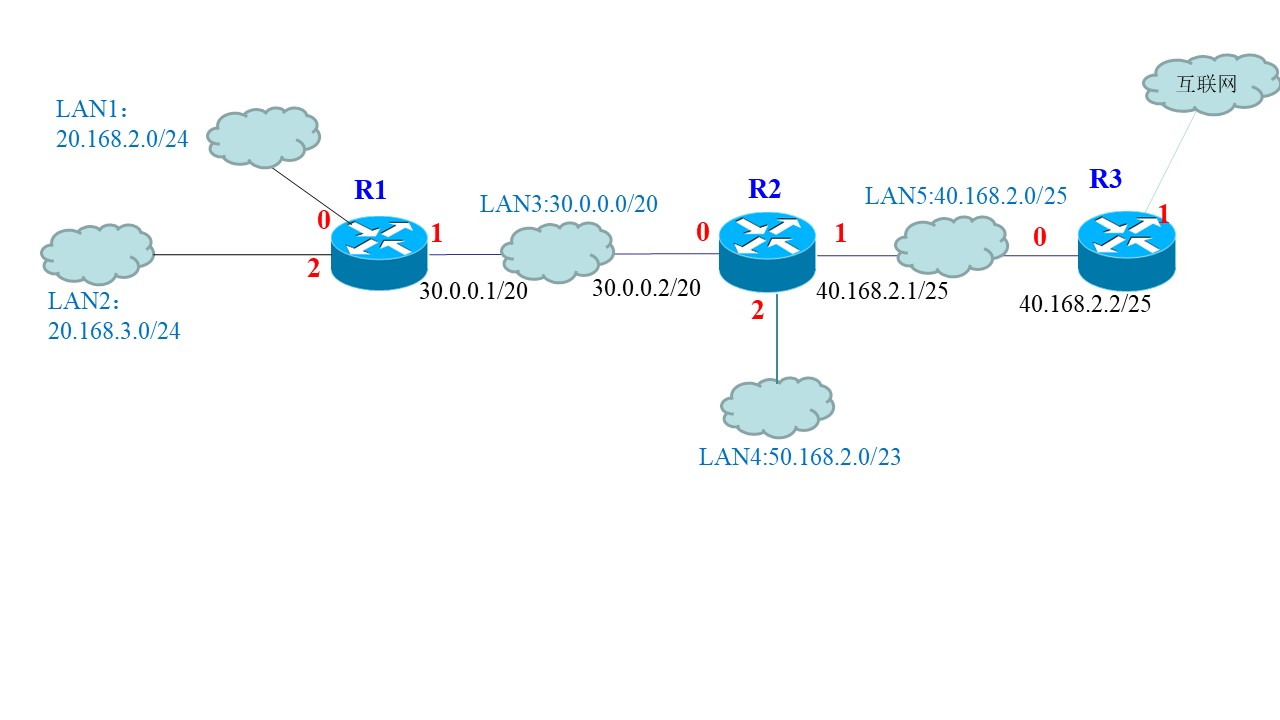 互联网
LAN1：
20.168.2.0/24
R1
R2
R3
LAN3:30.0.0.0/20
LAN5:40.168.2.0/25
0
1
0
1
0
1
2
30.0.0.1/20
30.0.0.2/20
40.168.2.1/25
40.168.2.2/25
LAN2：
20.168.3.0/24
2
LAN4:50.168.2.0/23